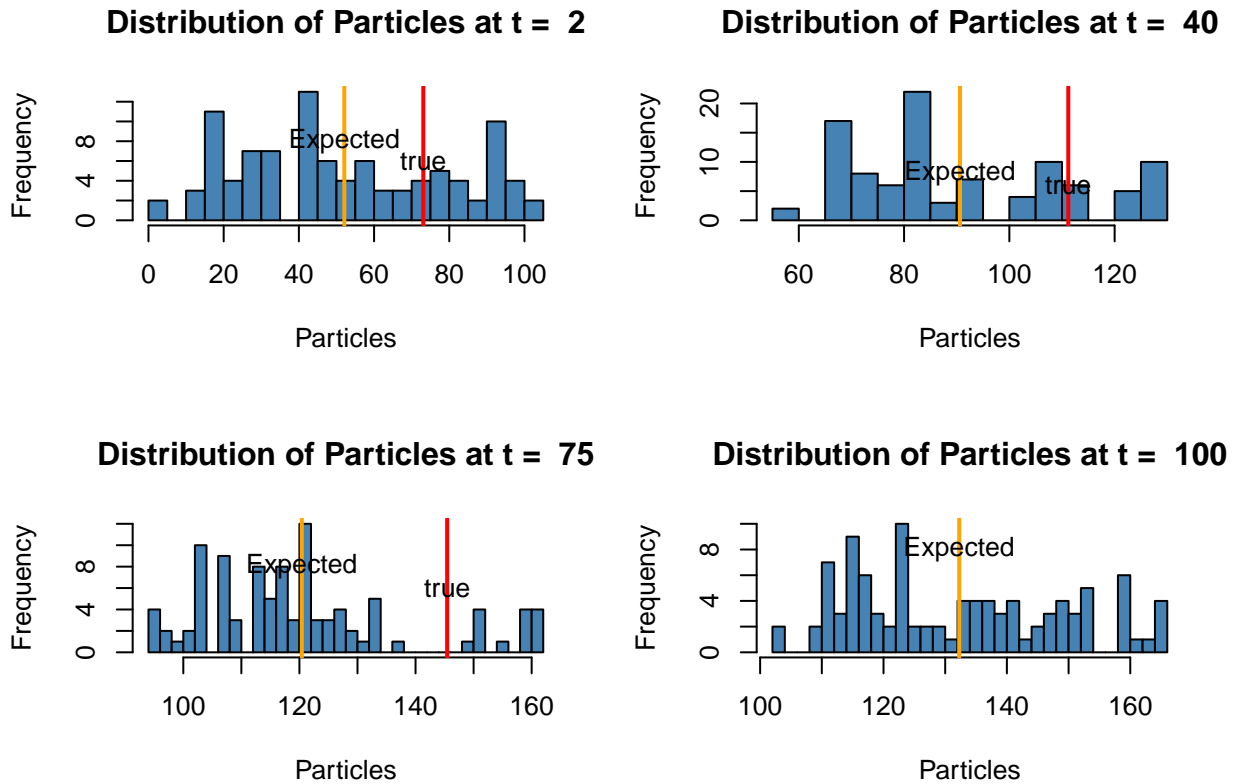 Distribution of Particles at t =  2
Frequency
0 4 8
Expected
true
0 20 40 60 80 100
Particles
Distribution of Particles at t =  40
Frequency
0 10 20
Expected
true
60 80 100 120
Particles
Distribution of Particles at t =  75
Frequency
0 4 8
Expected
true
100 120 140 160
Particles
Distribution of Particles at t =  100
Frequency
0 4 8
Expected
100 120 140 160
Particles